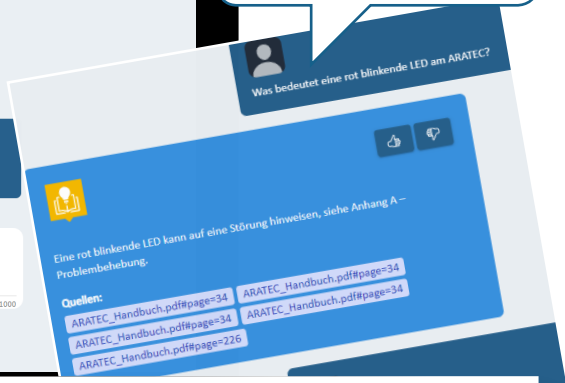 Was bedeutet eine rot blinkende LED am ARATEC?
Eine rot blinkende LED kann auf eine Störung hinweisen, siehe Anhang A –
Problembehebung.
Quellen:
ARATEC_Handbuch.pdf#page=34 ARATEC_Handbuch.pdf#page=34
ARATEC_Handbuch.pdf#page=34 ARATEC_Handbuch.pdf#page=34
ARATEC_Handbuch.pdf#page=226
1000